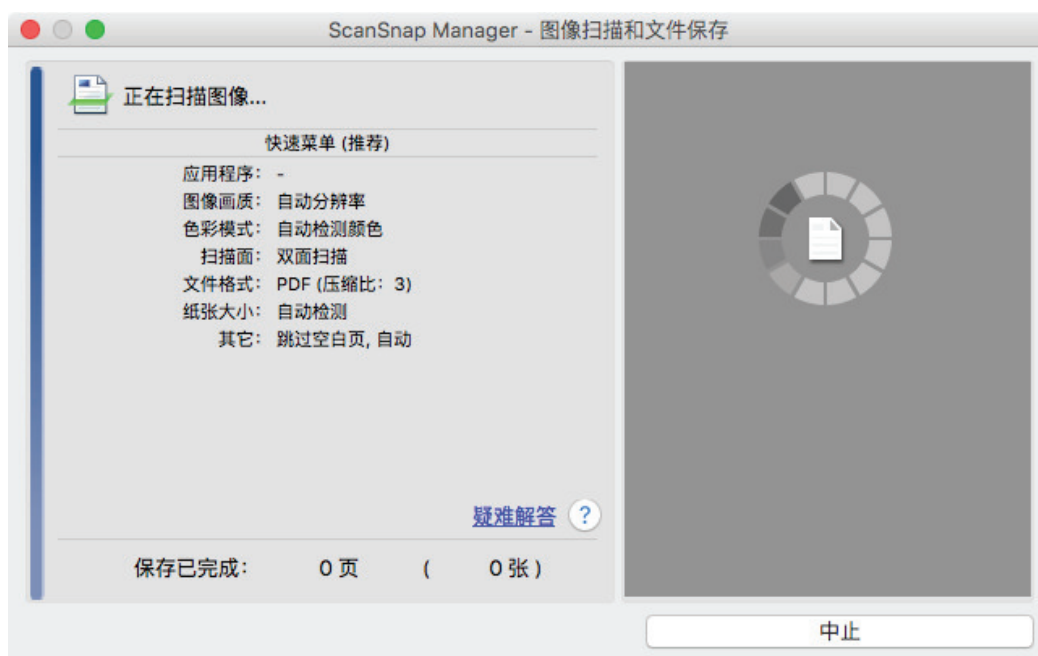 ScanSnap Manager - 图像扫描和文件保存
正在扫描图像...
快速菜单 (推荐)
应用程序： -
图像画质： 自动分辨率
色彩模式： 自动检测颜色
扫描面： 双面扫描
文件格式： PDF (压缩比：3)
纸张大小： 自动检测
其它： 跳过空白页, 自动
疑难解答 ?
保存已完成： 0 页 ( 0 张 )
中止